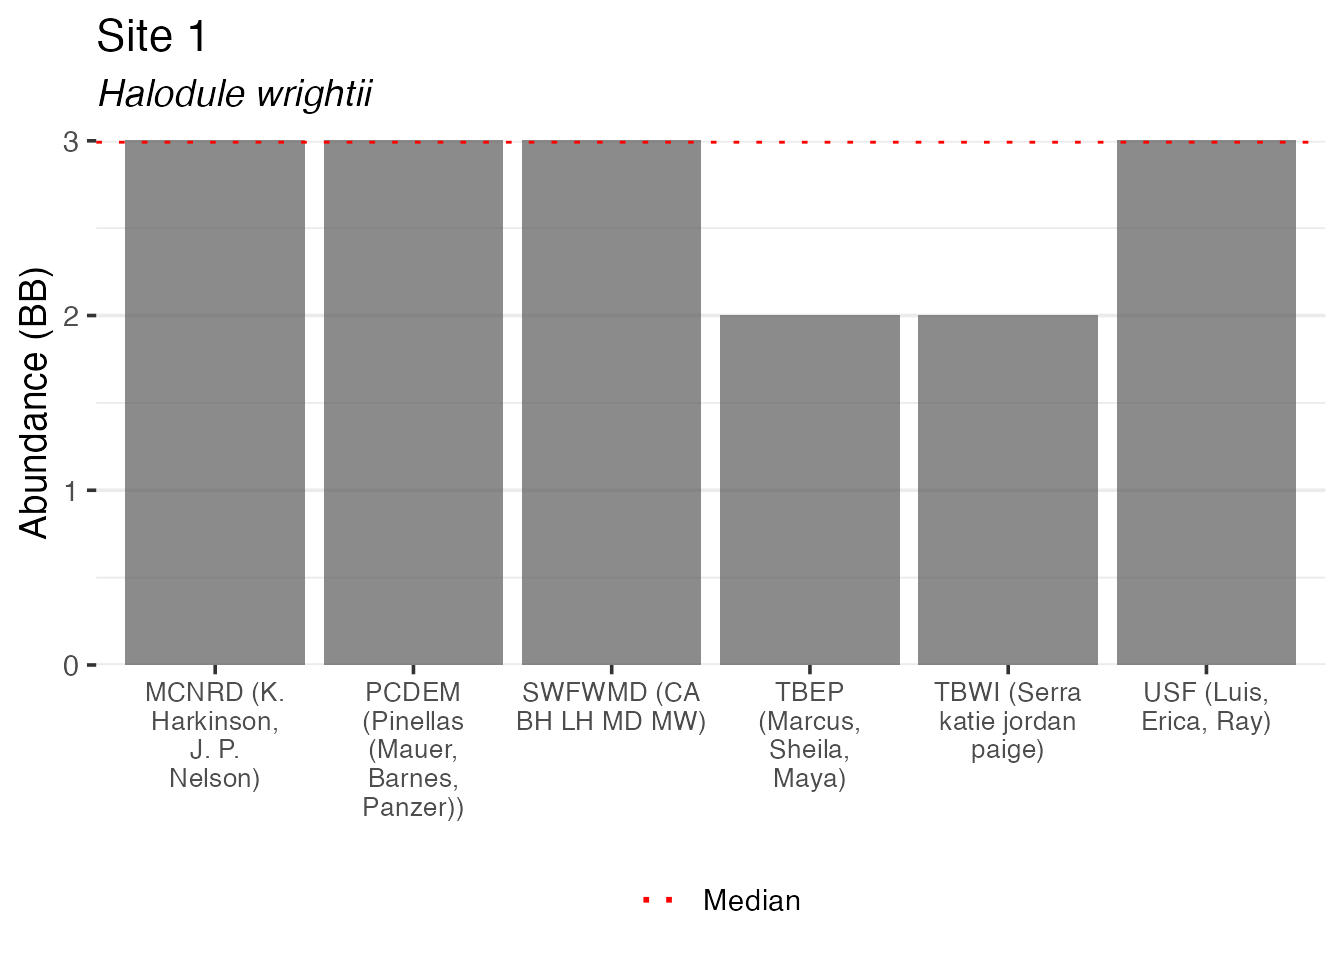 Site 1
Halodule wrightii
Abundance (BB)
3
2
1
0
MCNRD (K.
Harkinson,
J. P.
Nelson)
PCDEM
(Pinellas
(Mauer,
Barnes,
Panzer))
SWFWMD (CA
BH LH MD MW)
TBEP
(Marcus,
Sheila,
Maya)
TBWI (Serra
katie jordan
paige)
USF (Luis,
Erica, Ray)
Median